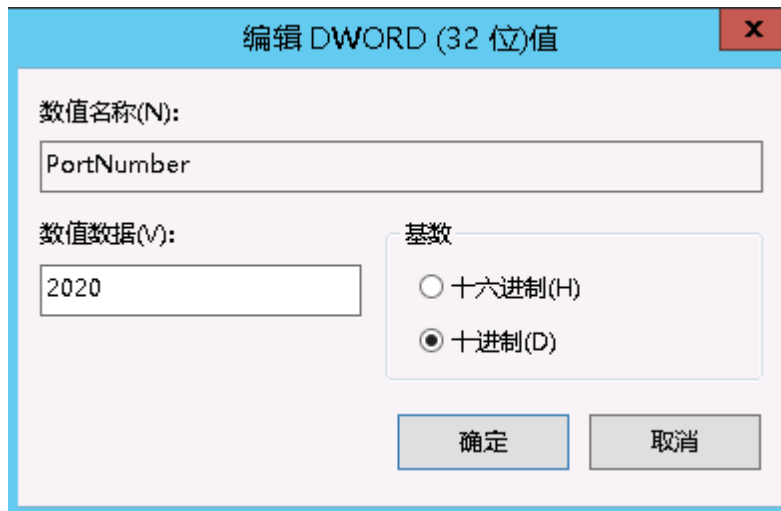 编辑 DWORD (32 位)值
x
数值名称(N):
PortNumber
数值数据(V):
基数
2020
十六进制(H)
十进制(D)
确定
取消